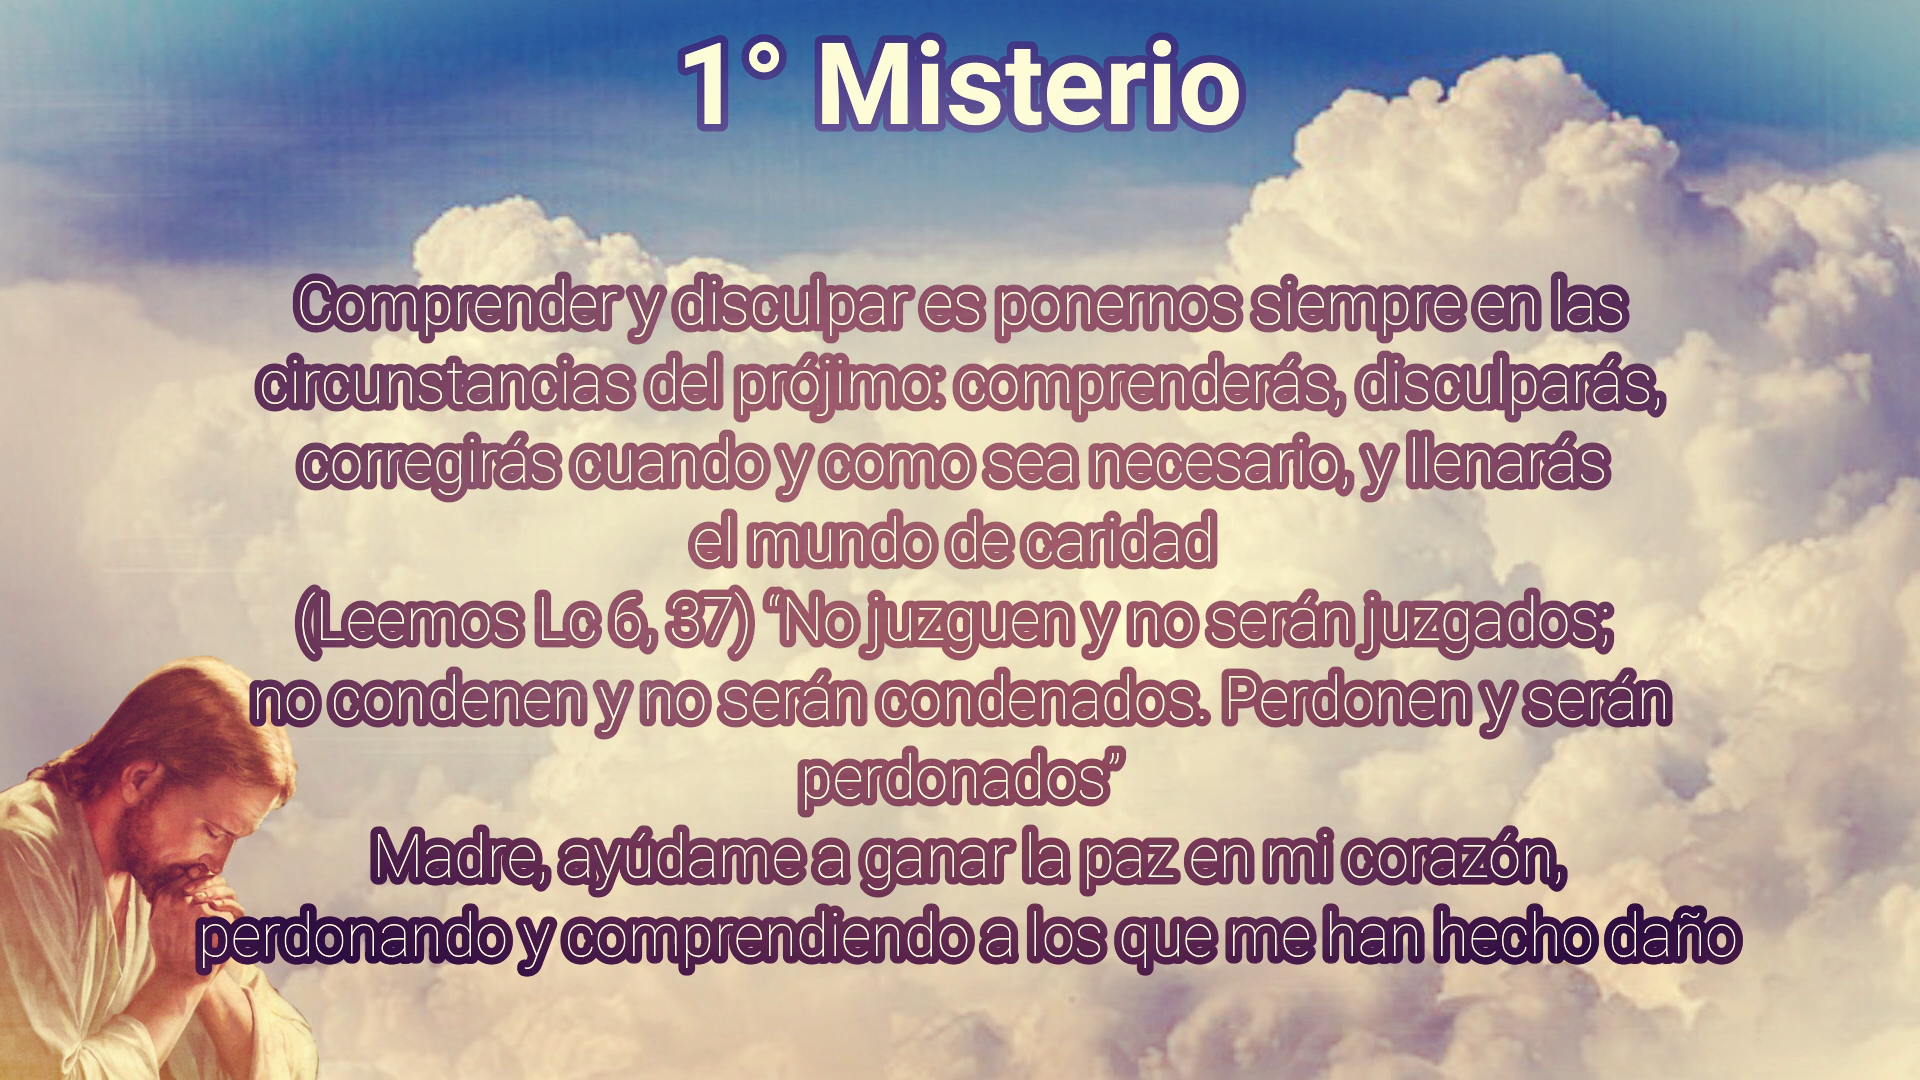 1° Misterio
Comprender y disculpar es ponernos siempre en las
circunstancias del prójimo: comprenderás, disculparás,
corregirás cuando y como sea necesario, y llenarás
el mundo de caridad
(Leemos Lc 6, 37) “No juzguen y no serán juzgados;
no condenen y no serán condenados. Perdonen y serán
perdonados”
Madre, ayúdame a ganar la paz en mi corazón,
perdonando y comprendiendo a los que me han hecho daño